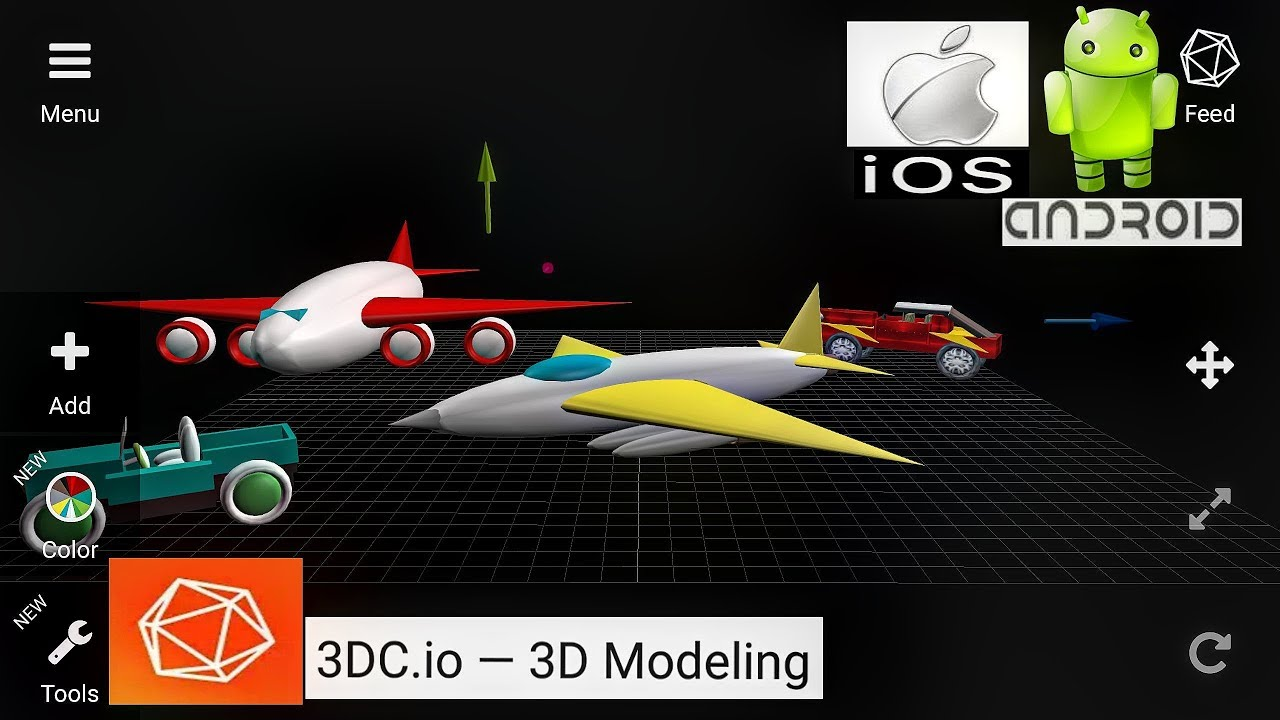 Menu
iOS
Feed
ANDROID
Add
NEW
Color
NEW
Tools
3DC.io — 3D Modeling